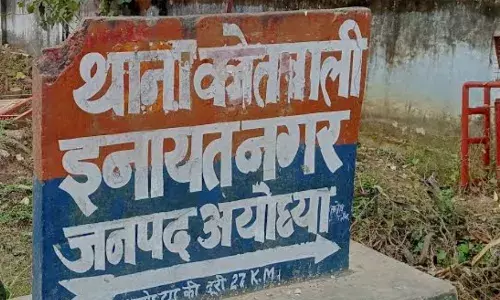 थाना कोतवाली
इनायत नगर
जनपद अयोध्या
की दूरी 27 K.M.